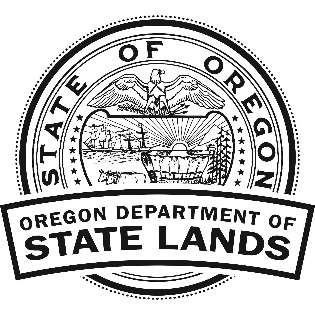 STATE OF OREGON
OREGON DEPARTMENT OF
STATE LANDS